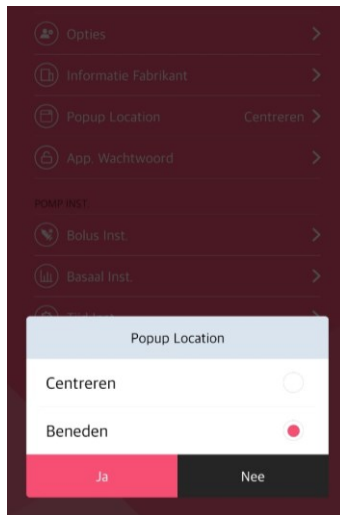 Opties
Informatie Fabrikant
Popup Location Centreren
App. Wachtwoord
POMP INST.
Bolus Inst.
Basaal Inst.
Popup Location
Centreren
Beneden
Ja Nee